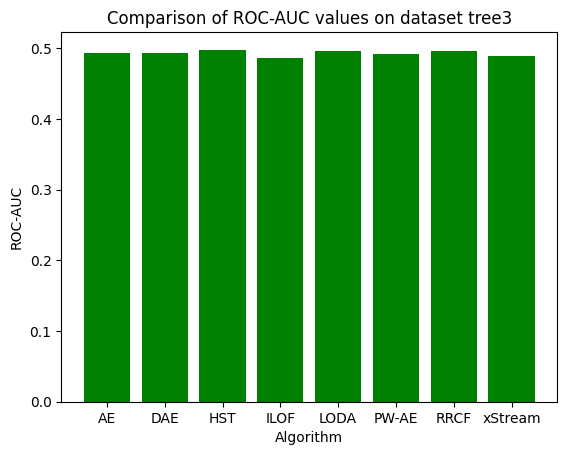 Comparison of ROC-AUC values on dataset tree3
ROC-AUC
0.5
0.4
0.3
0.2
0.1
0.0
AE DAE HST ILOF LODA PW-AE RRCF xStream
Algorithm